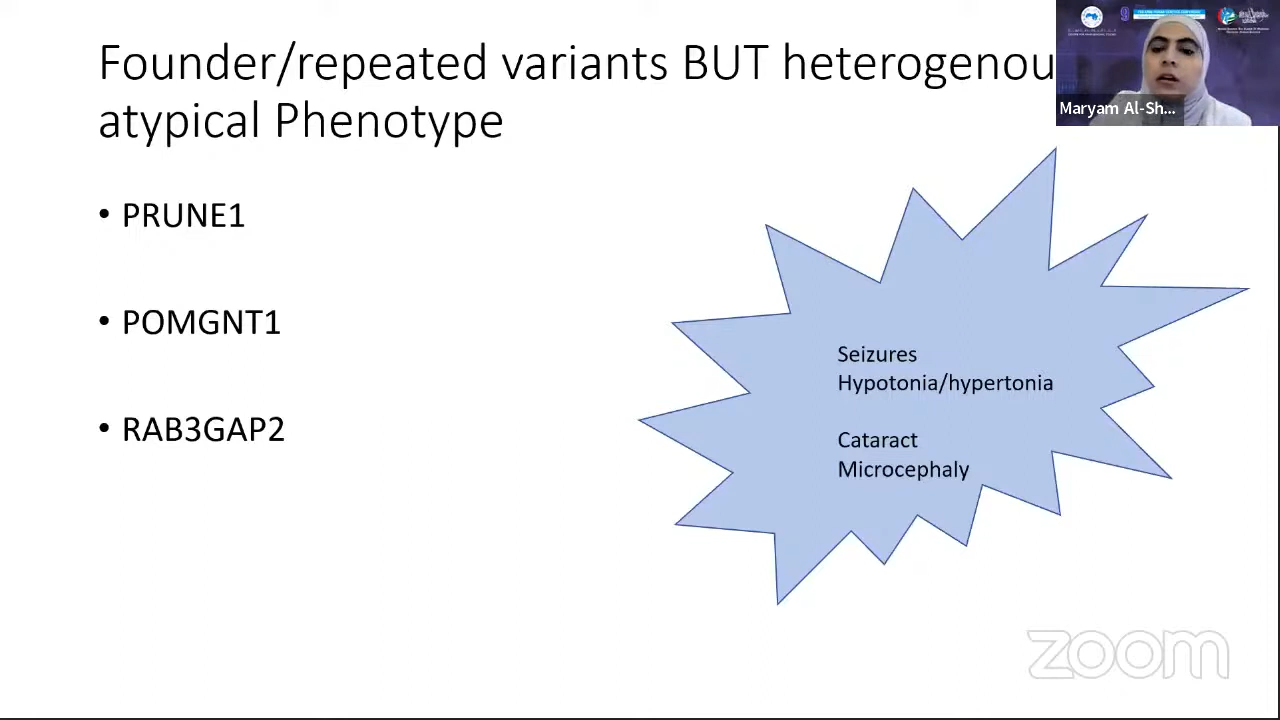 Founder/repeated variants BUT heterogenou
atypical Phenotype
Maryam Al-Sh...
• PRUNE1
• POMGNT1
• RAB3GAP2
Seizures
Hypotonia/hypertonia
Cataract
Microcephaly
zoom